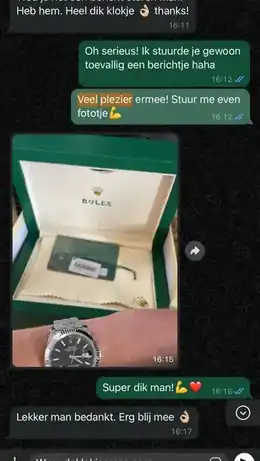 Heb hem. Heel dik klokje 👌🏻 thanks!
16:11
Oh serieus! Ik stuurde je gewoon
toevallig een berichtje haha
16:12
Veel plezier ermee! Stuur me even
fototje💪
16:12
ROLEX
16:15
Super dik man!💪❤️
16:16
Lekker man bedankt. Erg blij mee 👌🏻
16:17